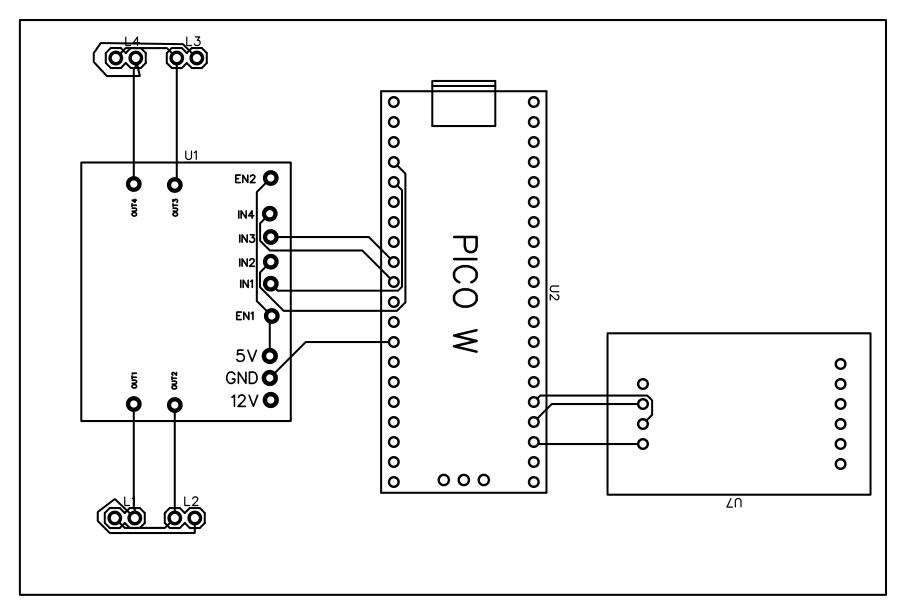 L4
L3
U1
EN2
OUT4
OUT3
IN4
IN3
IN2
IN1
PICO W
U2
EN1
5V
GND
12V
OUT1
OUT2
U7
L1
L2